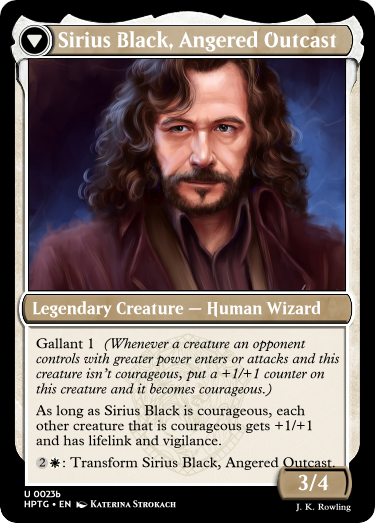 Sirius Black, Angered Outcast
Legendary Creature — Human Wizard
Gallant 1 (Whenever a creature an opponent
controls with greater power enters or attacks and this
creature isn't courageous, put a +1/+1 counter on
this creature and it becomes courageous.)
As long as Sirius Black is courageous, each
other creature that is courageous gets +1/+1
and has lifelink and vigilance.
2: Transform Sirius Black, Angered Outcast.
3/4
U 0023b
HPTG • EN Katerina Strokach
J. K. Rowling